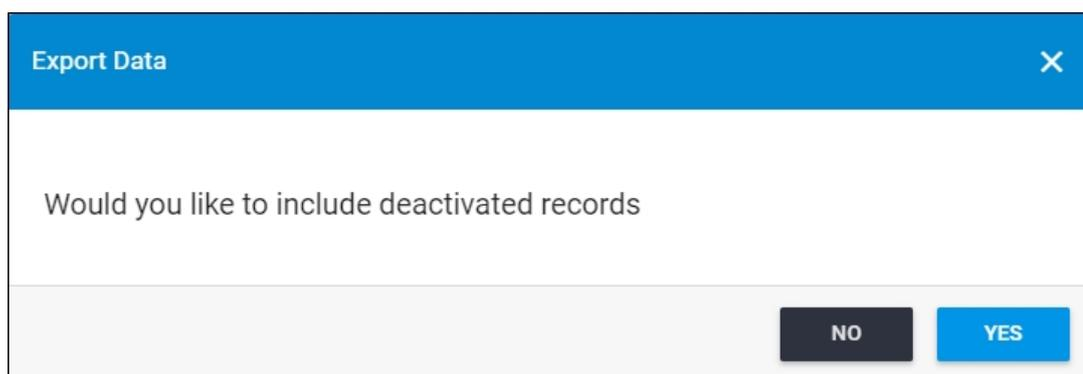 Export Data
Would you like to include deactivated records
NO YES